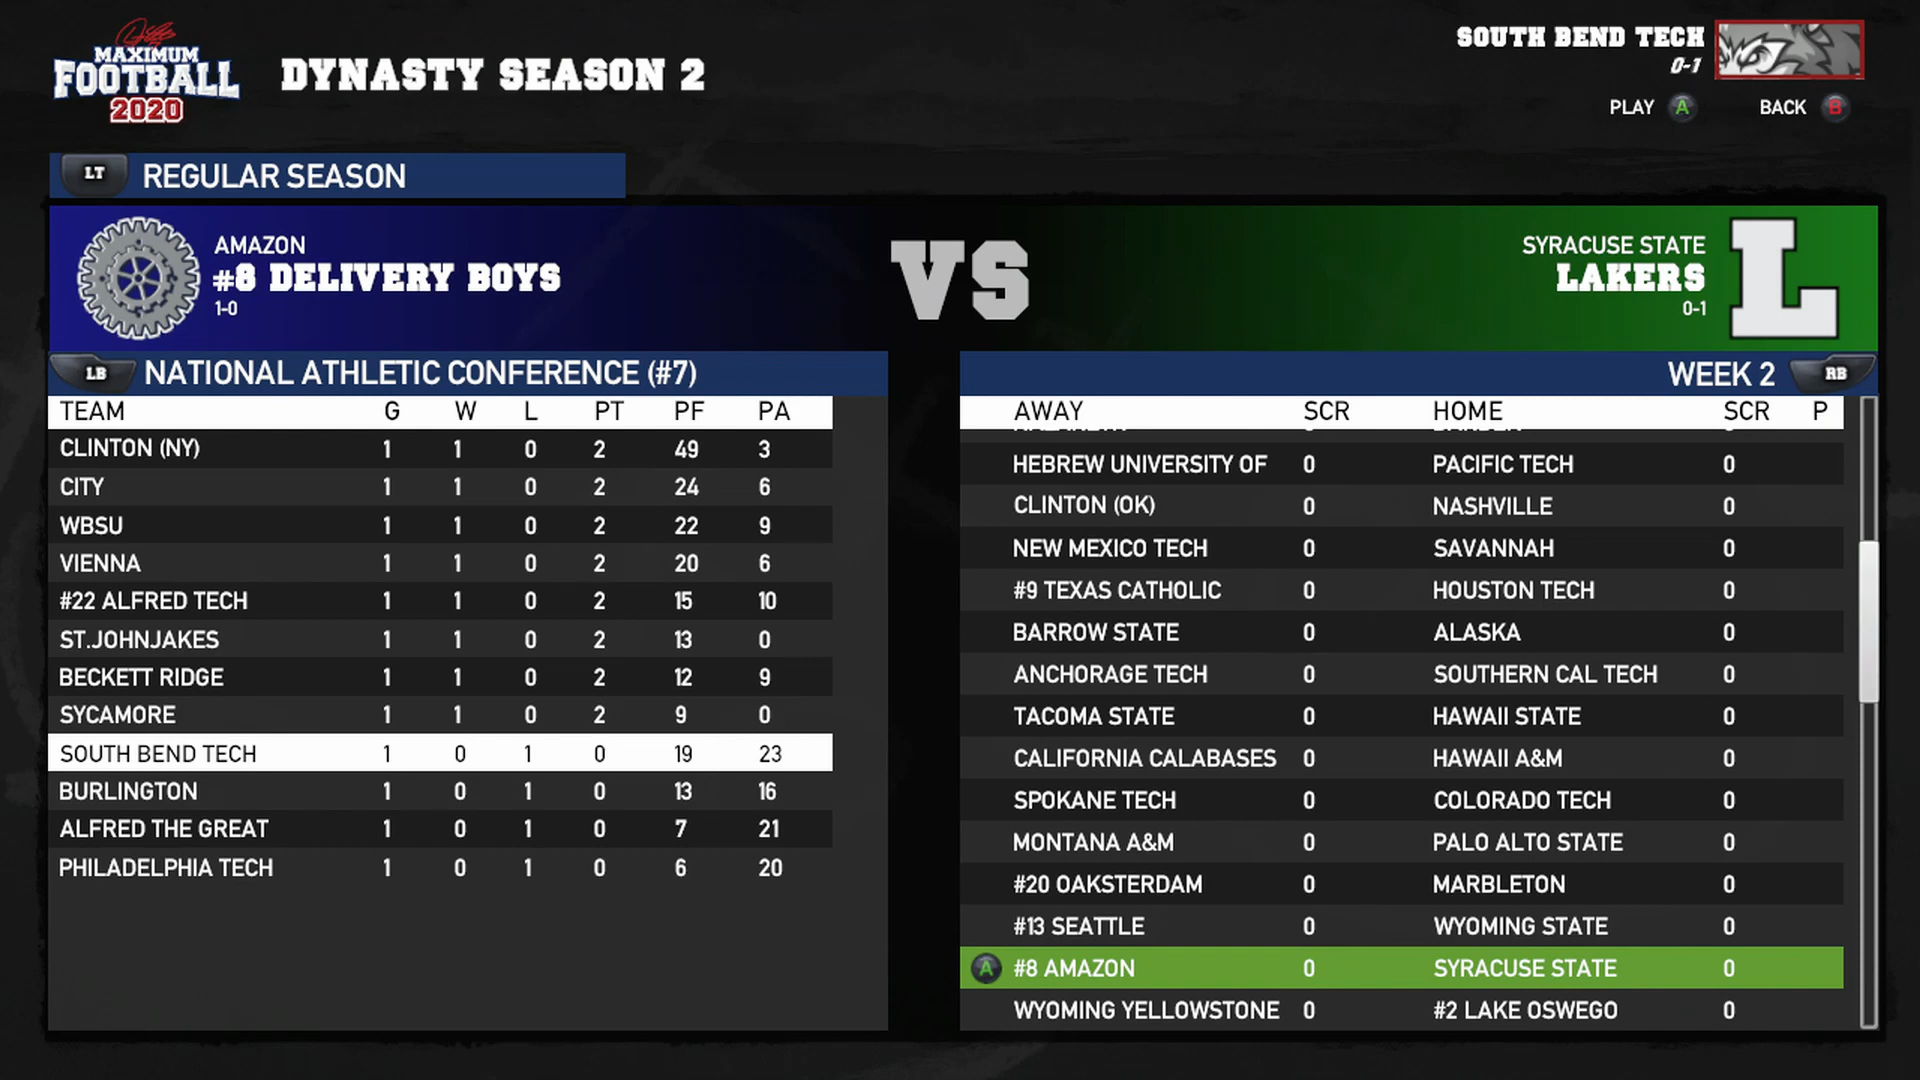 MAXIMUM
FOOTBALL
2020
DYNASTY SEASON 2
SOUTH BEND TECH
0-1
PLAY A BACK B
LT REGULAR SEASON
AMAZON
#8 DELIVERY BOYS
1-0
VS
SYRACUSE STATE
LAKERS
0-1
L
LB NATIONAL ATHLETIC CONFERENCE (#7)
TEAM G W L PT PF PA
CLINTON (NY) 1 1 0 2 49 3
CITY 1 1 0 2 24 6
WBSU 1 1 0 2 22 9
VIENNA 1 1 0 2 20 6
#22 ALFRED TECH 1 1 0 2 15 10
ST.JOHNJAKES 1 1 0 2 13 0
BECKETT RIDGE 1 1 0 2 12 9
SYCAMORE 1 1 0 2 9 0
SOUTH BEND TECH 1 0 1 0 19 23
BURLINGTON 1 0 1 0 13 16
ALFRED THE GREAT 1 0 1 0 7 21
PHILADELPHIA TECH 1 0 1 0 6 20
WEEK 2 RB
AWAY SCR HOME SCR P
HEBREW UNIVERSITY OF 0 PACIFIC TECH 0
CLINTON (OK) 0 NASHVILLE 0
NEW MEXICO TECH 0 SAVANNAH 0
#9 TEXAS CATHOLIC 0 HOUSTON TECH 0
BARROW STATE 0 ALASKA 0
ANCHORAGE TECH 0 SOUTHERN CAL TECH 0
TACOMA STATE 0 HAWAII STATE 0
CALIFORNIA CALABASES 0 HAWAII A&M 0
SPOKANE TECH 0 COLORADO TECH 0
MONTANA A&M 0 PALO ALTO STATE 0
#20 OAKSTERDAM 0 MARBLETON 0
#13 SEATTLE 0 WYOMING STATE 0
A #8 AMAZON 0 SYRACUSE STATE 0
WYOMING YELLOWSTONE 0 #2 LAKE OSWEGO 0